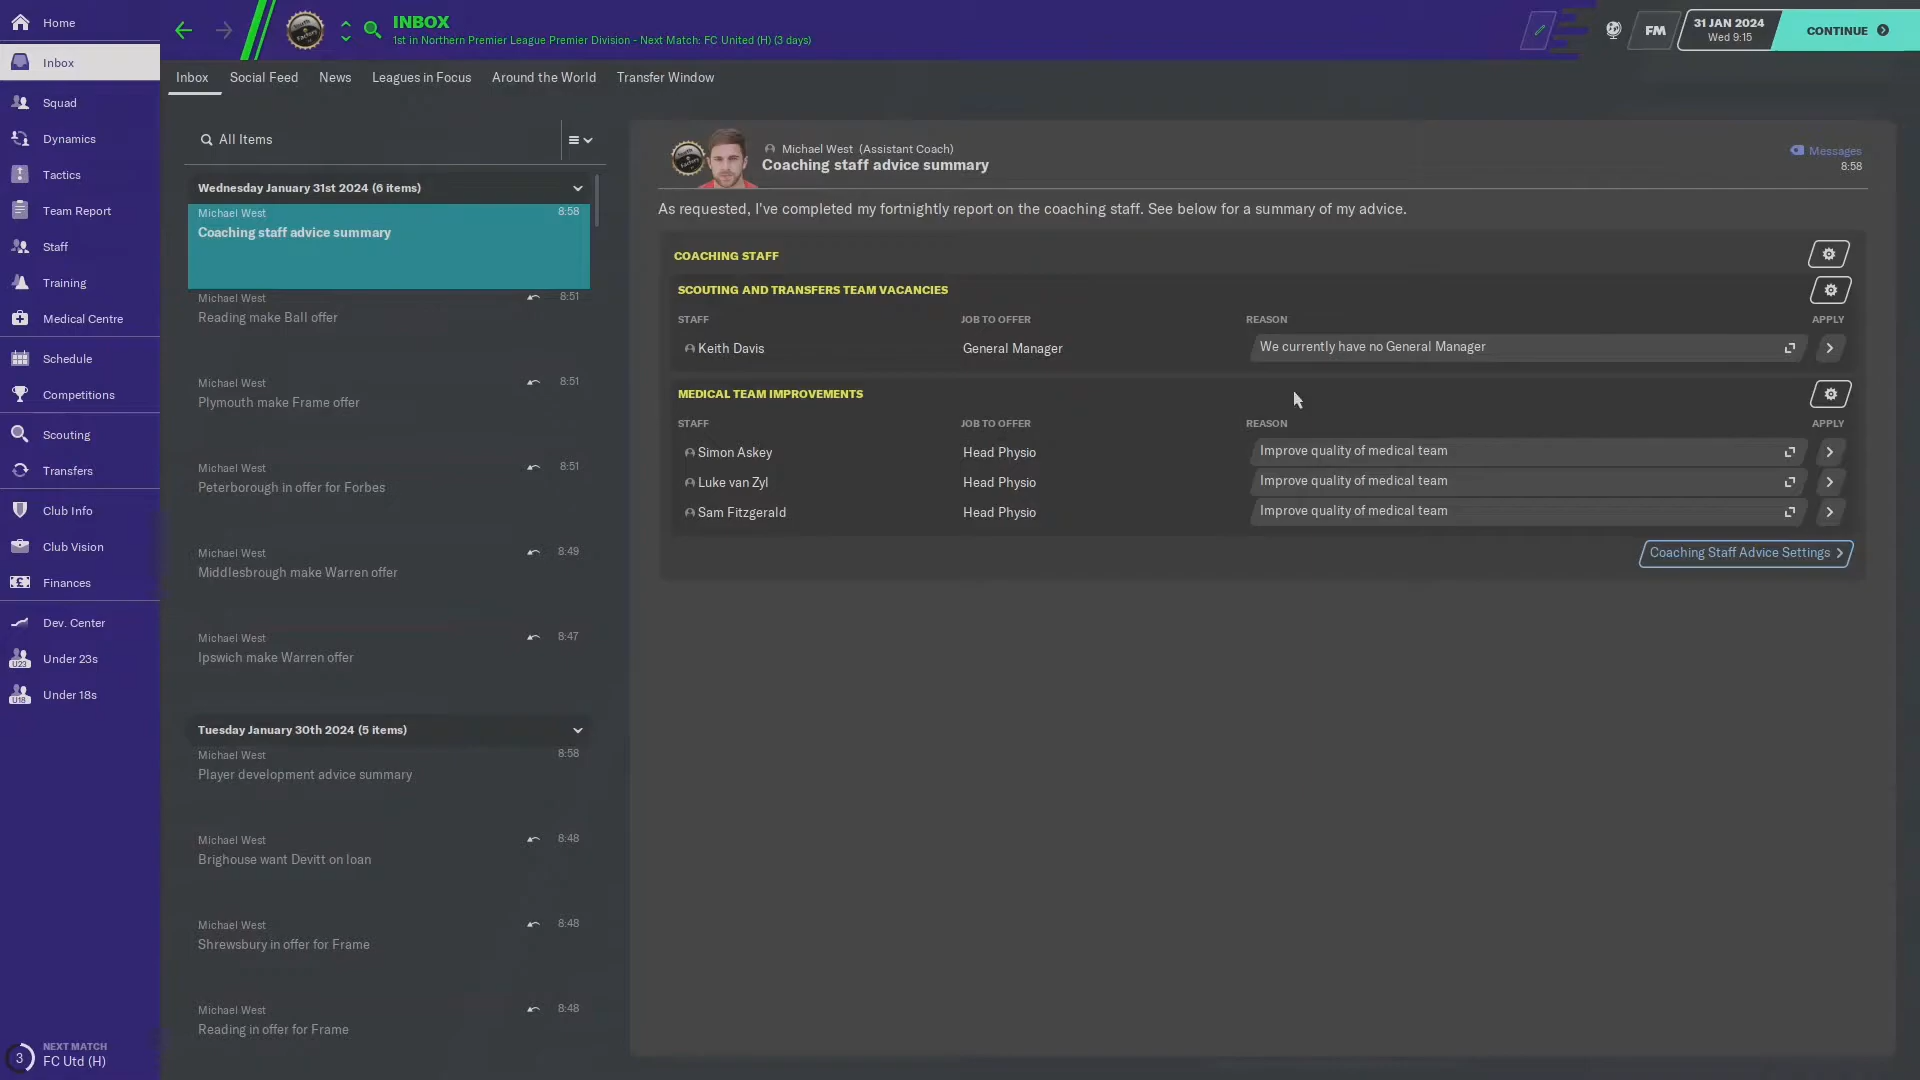 Home
Inbox
Squad
Dynamics
Tactics
Team Report
Staff
Training
Medical Centre
Schedule
Competitions
Scouting
Transfers
Club Info
Club Vision
Finances
Dev. Center
U23
Under 23s
U18
Under 18s
3
NEXT MATCH
FC Utd (H)
INBOX
1st in Northern Premier League Premier Division - Next Match: FC United (H) (3 days)
FM
31 JAN 2024
Wed 9:15
CONTINUE
Inbox Social Feed News Leagues in Focus Around the World Transfer Window
All Items
Wednesday January 31st 2024 (6 items)
Michael West 8:58
Coaching staff advice summary
Michael West 8:51
Reading make Ball offer
Michael West 8:51
Plymouth make Frame offer
Michael West 8:51
Peterborough in offer for Forbes
Michael West 8:49
Middlesbrough make Warren offer
Michael West 8:47
Ipswich make Warren offer
Tuesday January 30th 2024 (5 items)
Michael West 8:58
Player development advice summary
Michael West 8:48
Brighouse want Devitt on loan
Michael West 8:48
Shrewsbury in offer for Frame
Michael West 8:48
Reading in offer for Frame
Michael West (Assistant Coach)
Coaching staff advice summary
Messages
8:58
As requested, I've completed my fortnightly report on the coaching staff. See below for a summary of my advice.
COACHING STAFF
SCOUTING AND TRANSFERS TEAM VACANCIES
STAFF JOB TO OFFER REASON APPLY
Keith Davis General Manager We currently have no General Manager
MEDICAL TEAM IMPROVEMENTS
STAFF JOB TO OFFER REASON APPLY
Simon Askey Head Physio Improve quality of medical team
Luke van Zyl Head Physio Improve quality of medical team
Sam Fitzgerald Head Physio Improve quality of medical team
Coaching Staff Advice Settings